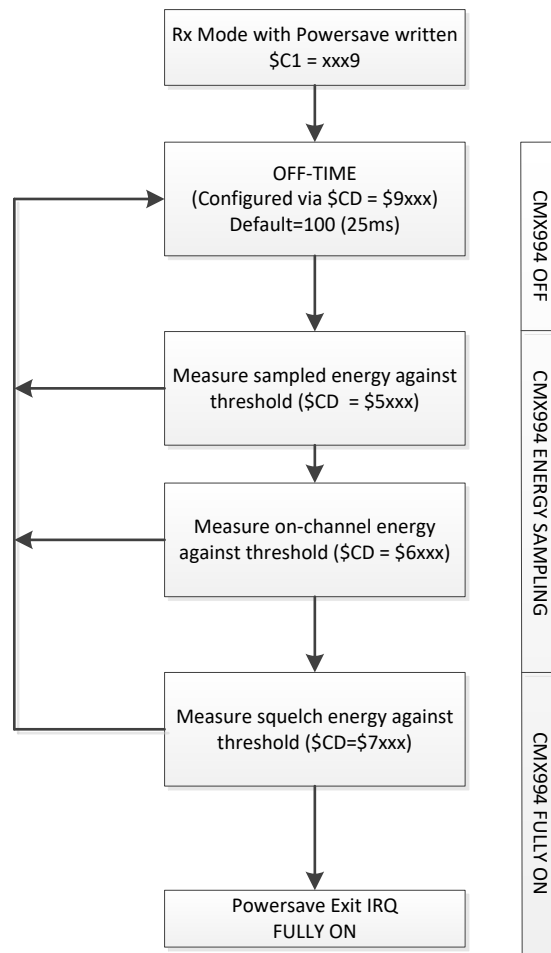 Rx Mode with Powersave written
$C1 = xxx9
OFF-TIME
(Configured via $CD = $9xxx)
Default=100 (25ms)
Measure sampled energy against
threshold ($CD  = $5xxx)
Measure on-channel energy
against threshold ($CD = $6xxx)
Measure squelch energy against
threshold ($CD=$7xxx)
Powersave Exit IRQ
FULLY ON
CMX994 OFF
CMX994 ENERGY SAMPLING
CMX994 FULLY ON